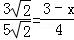 3√2/5√2 = 3−x/4